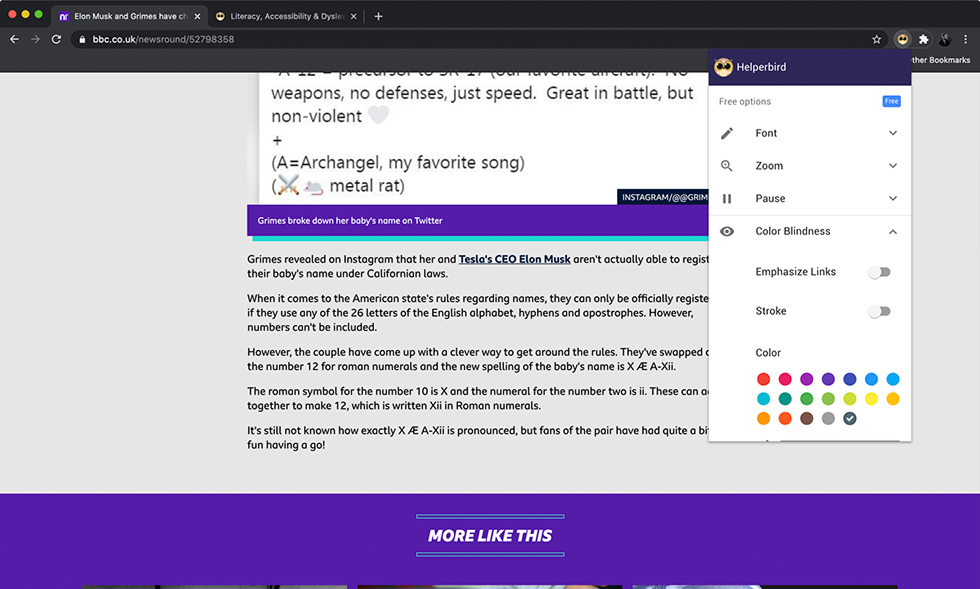 Elon Musk and Grimes have ch
Literacy, Accessibility & Dysle
bbc.co.uk/newsround/52798358
ther Bookmarks
weapons, no defenses, just speed. Great in battle, but
non-violent 🤍
+
(A=Archangel, my favorite song)
(⚔️🐁 metal rat)
INSTAGRAM/@@GRIM
Grimes broke down her baby's name on Twitter
Grimes revealed on Instagram that her and Tesla's CEO Elon Musk aren't actually able to regist
their baby's name under Californian laws.
When it comes to the American state's rules regarding names, they can only be officially registe
if they use any of the 26 letters of the English alphabet, hyphens and apostrophes. However,
numbers can't be included.
However, the couple have come up with a clever way to get around the rules. They've swapped o
the number 12 for roman numerals and the new spelling of the baby's name is X Æ A-Xii.
The roman symbol for the number 10 is X and the numeral for the number two is ii. These can ad
together to make 12, which is written Xii in Roman numerals.
It's still not known how exactly X Æ A-Xii is pronounced, but fans of the pair have had quite a bi
fun having a go!
MORE LIKE THIS
Helperbird
Free options Free
Font
Zoom
Pause
Color Blindness
Emphasize Links
Stroke
Color